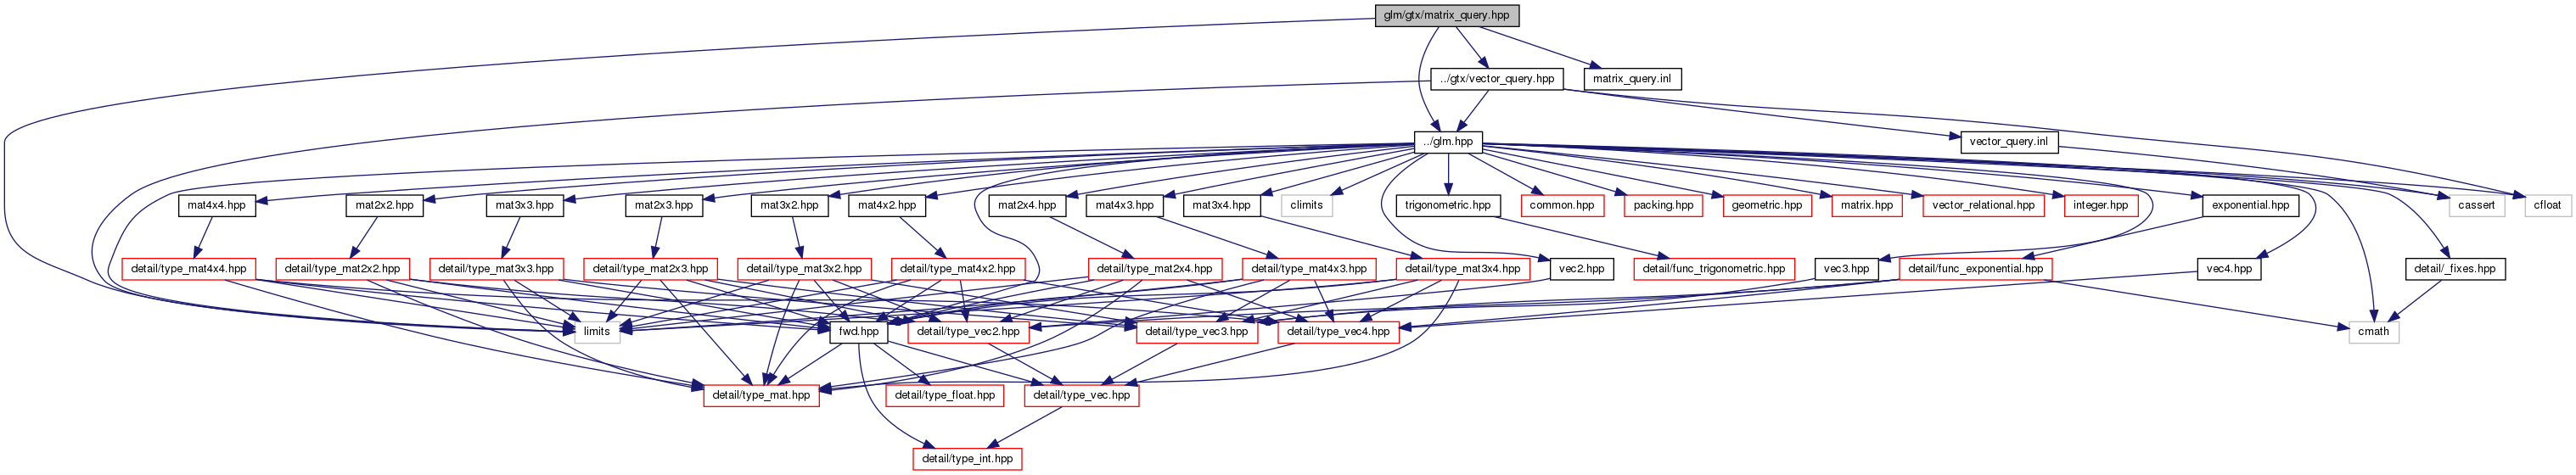 glm/gtx/matrix_query.hpp
../gtx/vector_query.hpp
matrix_query.inl
../glm.hpp
vector_query.inl
mat4x4.hpp
mat2x2.hpp
mat3x3.hpp
mat2x3.hpp
mat3x2.hpp
mat4x2.hpp
mat2x4.hpp
mat4x3.hpp
mat3x4.hpp
climits
trigonometric.hpp
common.hpp
packing.hpp
geometric.hpp
matrix.hpp
vector_relational.hpp
integer.hpp
exponential.hpp
cassert
cfloat
detail/type_mat4x4.hpp
detail/type_mat2x2.hpp
detail/type_mat3x3.hpp
detail/type_mat2x3.hpp
detail/type_mat3x2.hpp
detail/type_mat4x2.hpp
detail/type_mat2x4.hpp
detail/type_mat4x3.hpp
detail/type_mat3x4.hpp
vec2.hpp
detail/func_trigonometric.hpp
vec3.hpp
detail/func_exponential.hpp
vec4.hpp
detail/_fixes.hpp
limits
fwd.hpp
detail/type_vec2.hpp
detail/type_vec3.hpp
detail/type_vec4.hpp
cmath
detail/type_mat.hpp
detail/type_float.hpp
detail/type_vec.hpp
detail/type_int.hpp